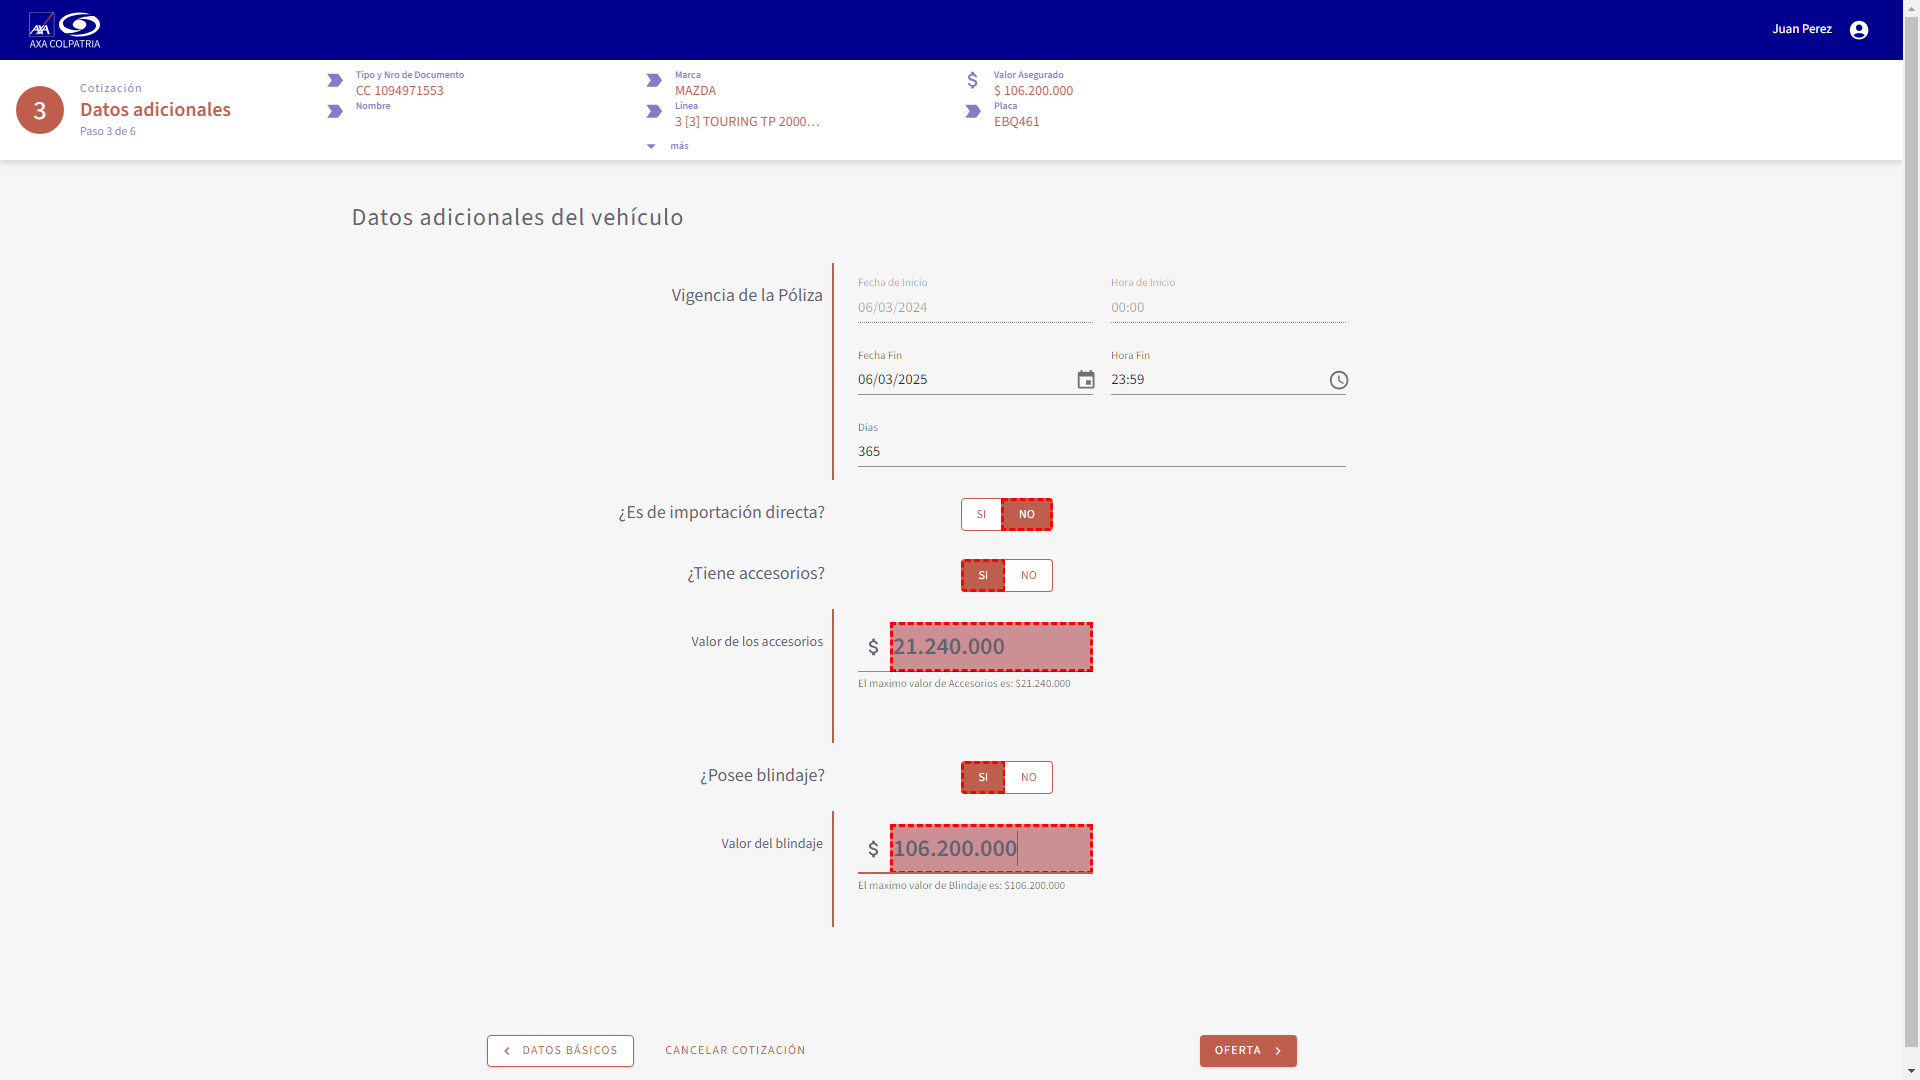 AXA
AXA COLPATRIA
Juan Perez
3
Cotización
Datos adicionales
Paso 3 de 6
Tipo y Nro de Documento
CC 1094971553
Nombre
Marca
MAZDA
Línea
3 [3] TOURING TP 2000...
más
$
Valor Asegurado
$ 106.200.000
Placa
EBQ461
Datos adicionales del vehículo
Vigencia de la Póliza
Fecha de Inicio
06/03/2024
Hora de Inicio
00:00
Fecha Fin
06/03/2025
Hora Fin
23:59
Días
365
¿Es de importación directa?
SI
NO
¿Tiene accesorios?
SI
NO
Valor de los accesorios
$ 21.240.000
El maximo valor de Accesorios es: $21.240.000
¿Posee blindaje?
SI
NO
Valor del blindaje
$ 106.200.000
El maximo valor de Blindaje es: $106.200.000
DATOS BÁSICOS
CANCELAR COTIZACIÓN
OFERTA